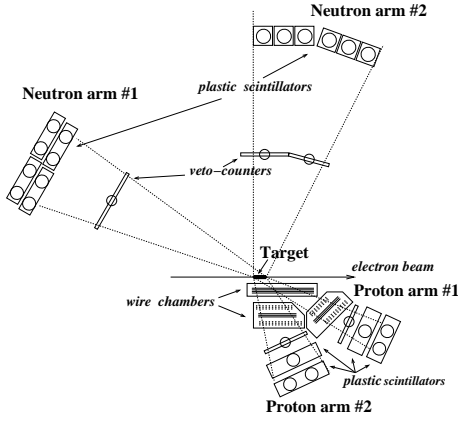 Neutron arm #2
plastic scintillators
Neutron arm #1
veto−counters
Target
electron beam
Proton arm #1
wire chambers
plastic scintillators
Proton arm #2